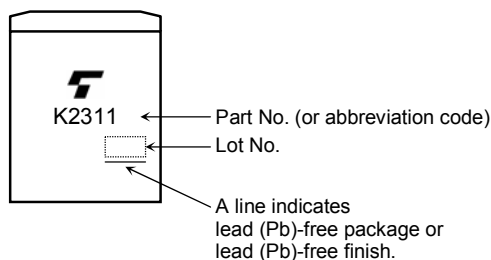 K2311
Part No. (or abbreviation code)
Lot No.
A line indicates
lead (Pb)-free package or
lead (Pb)-free finish.